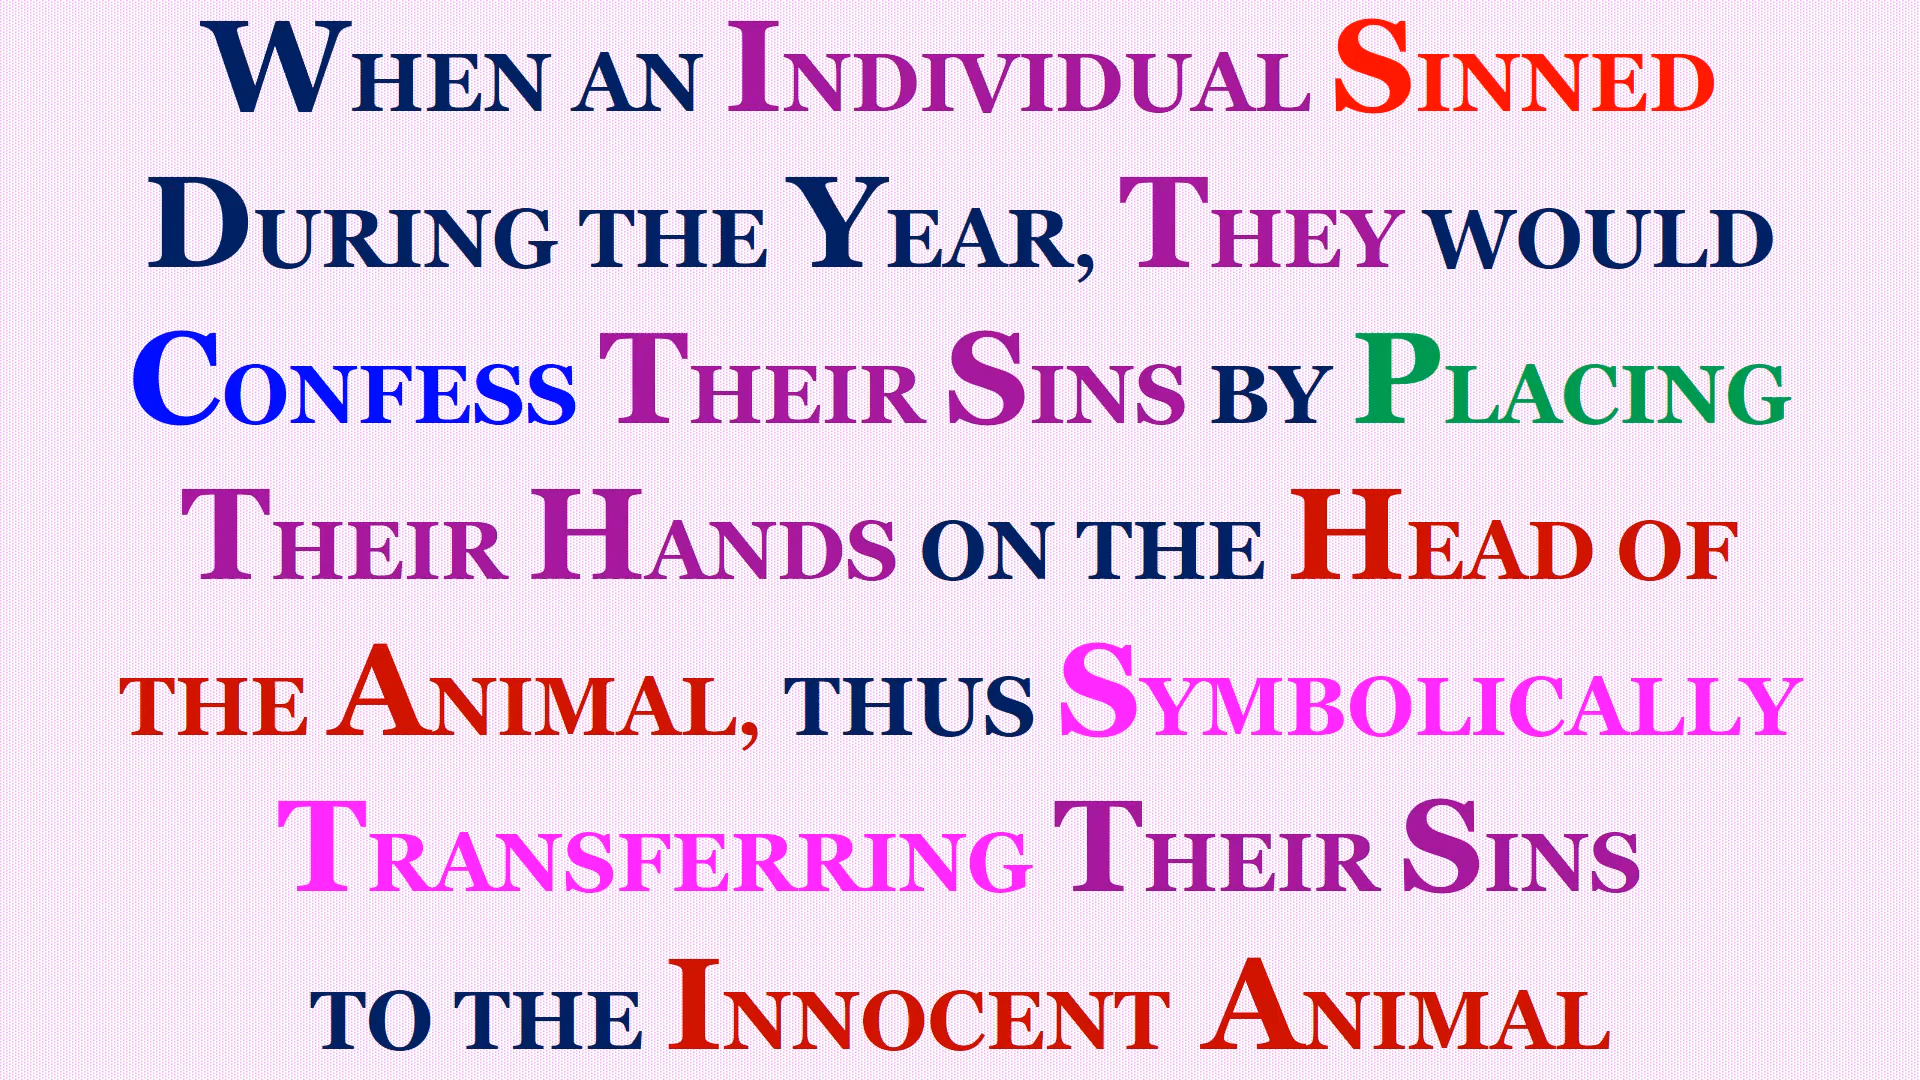 When an Individual Sinned
During the Year, They would
Confess Their Sins by Placing
Their Hands on the Head of
the Animal, thus Symbolically
Transferring Their Sins
to the Innocent Animal